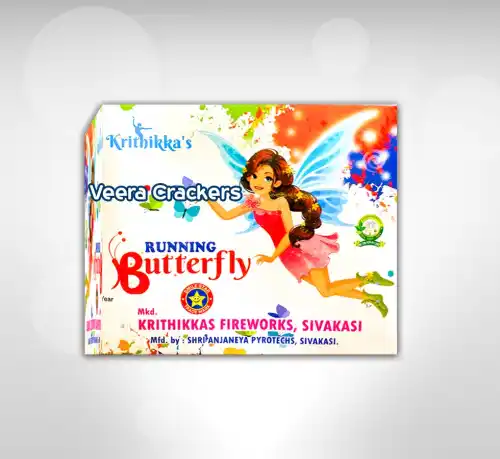 Krithikka's
Veera Crackers
RUNNING
Butterfly
Year
Mkd.
KRITHIKKAS FIREWORKS, SIVAKASI
Mfd. by : SHRI ANJANEYA PYROTECHS, SIVAKASI.